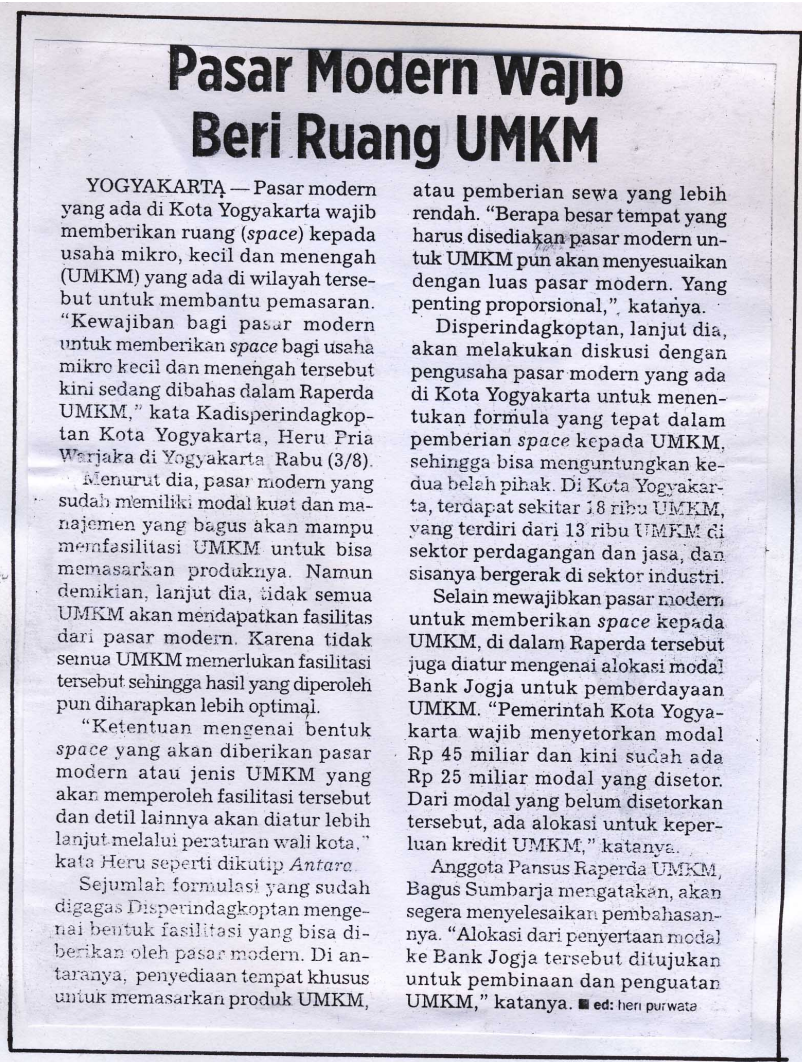 Pasar Modern Wajib
Beri Ruang UMKM
YOGYAKARTA — Pasar modern
yang ada di Kota Yogyakarta wajib
memberikan ruang (space) kepada
usaha mikro, kecil dan menengah
(UMKM) yang ada di wilayah terse-
but untuk membantu pemasaran.
“Kewajiban bagi pasar modern
untuk memberikan space bagi usaha
mikro kecil dan menengah tersebut
kini sedang dibahas dalam Raperda
UMKM,” kata Kadisperindagkop-
tan Kota Yogyakarta, Heru Pria
Warjaka di Yogyakarta Rabu (3/8).
Menurut dia, pasar modern yang
sudah memiliki modal kuat dan ma-
najemen yang bagus akan mampu
memfasilitasi UMKM untuk bisa
memasarkan produknya. Namun
demikian, lanjut dia, tidak semua
UMKM akan mendapatkan fasilitas
dari pasar modern. Karena tidak
semua UMKM memerlukan fasilitasi
tersebut sehingga hasil yang diperoleh
pun diharapkan lebih optimal.
“Ketentuan mengenai bentuk
space yang akan diberikan pasar
modern atau jenis UMKM yang
akan memperoleh fasilitasi tersebut
dan detil lainnya akan diatur lebih
lanjut melalui peraturan wali kota,”
kata Heru seperti dikutip Antara
Sejumlah formulasi yang sudah
digagas Disperindagkoptan menge-
nai bentuk fasilitasi yang bisa di-
berikan oleh pasar modern. Di an-
taranya, penyediaan tempat khusus
untuk memasarkan produk UMKM,
atau pemberian sewa yang lebih
rendah. “Berapa besar tempat yang
harus disediakan pasar modern un-
tuk UMKM pun akan menyesuaikan
dengan luas pasar modern. Yang
penting proporsional,”, katanya.
Disperindagkoptan, lanjut dia,
akan melakukan diskusi dengan
pengusaha pasar modern yang ada
di Kota Yogyakarta untuk menen-
tukan formula yang tepat dalam
pemberian space kepada UMKM,
sehingga bisa menguntungkan ke-
dua belah pihak. Di Kota Yogyakar-
ta, terdapat sekitar 18 ribu UMKM,
yang terdiri dari 13 ribu UMKM di
sektor perdagangan dan jasa, dan
sisanya bergerak di sektor industri.
Selain mewajibkan pasar modern
untuk memberikan space kepada
UMKM, di dalam Raperda tersebut
juga diatur mengenai alokasi modal
Bank Jogja untuk pemberdayaan
UMKM. “Pemerintah Kota Yogya-
karta wajib menyetorkan modal
Rp 45 miliar dan kini sudah ada
Rp 25 miliar modal yang disetor.
Dari modal yang belum disetorkan
tersebut, ada alokasi untuk keper-
luan kredit UMKM,” katanya.
Anggota Pansus Raperda UMKM,
Bagus Sumbarja mengatakan, akan
segera menyelesaikan pembahasan-
nya. “Alokasi dari penyertaan modal
ke Bank Jogja tersebut ditujukan
untuk pembinaan dan penguatan
UMKM,” katanya. ■ ed: heri purwata